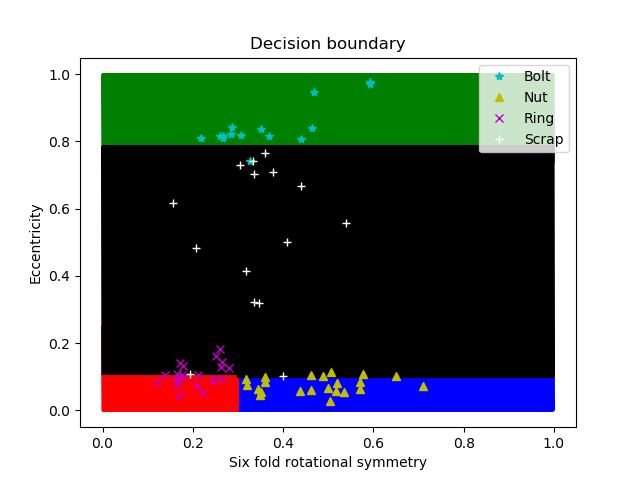 Decision boundary
Bolt
Nut
Ring
Scrap
1.0
0.8
0.6
0.4
0.2
0.0
Eccentricity
0.0 0.2 0.4 0.6 0.8 1.0
Six fold rotational symmetry